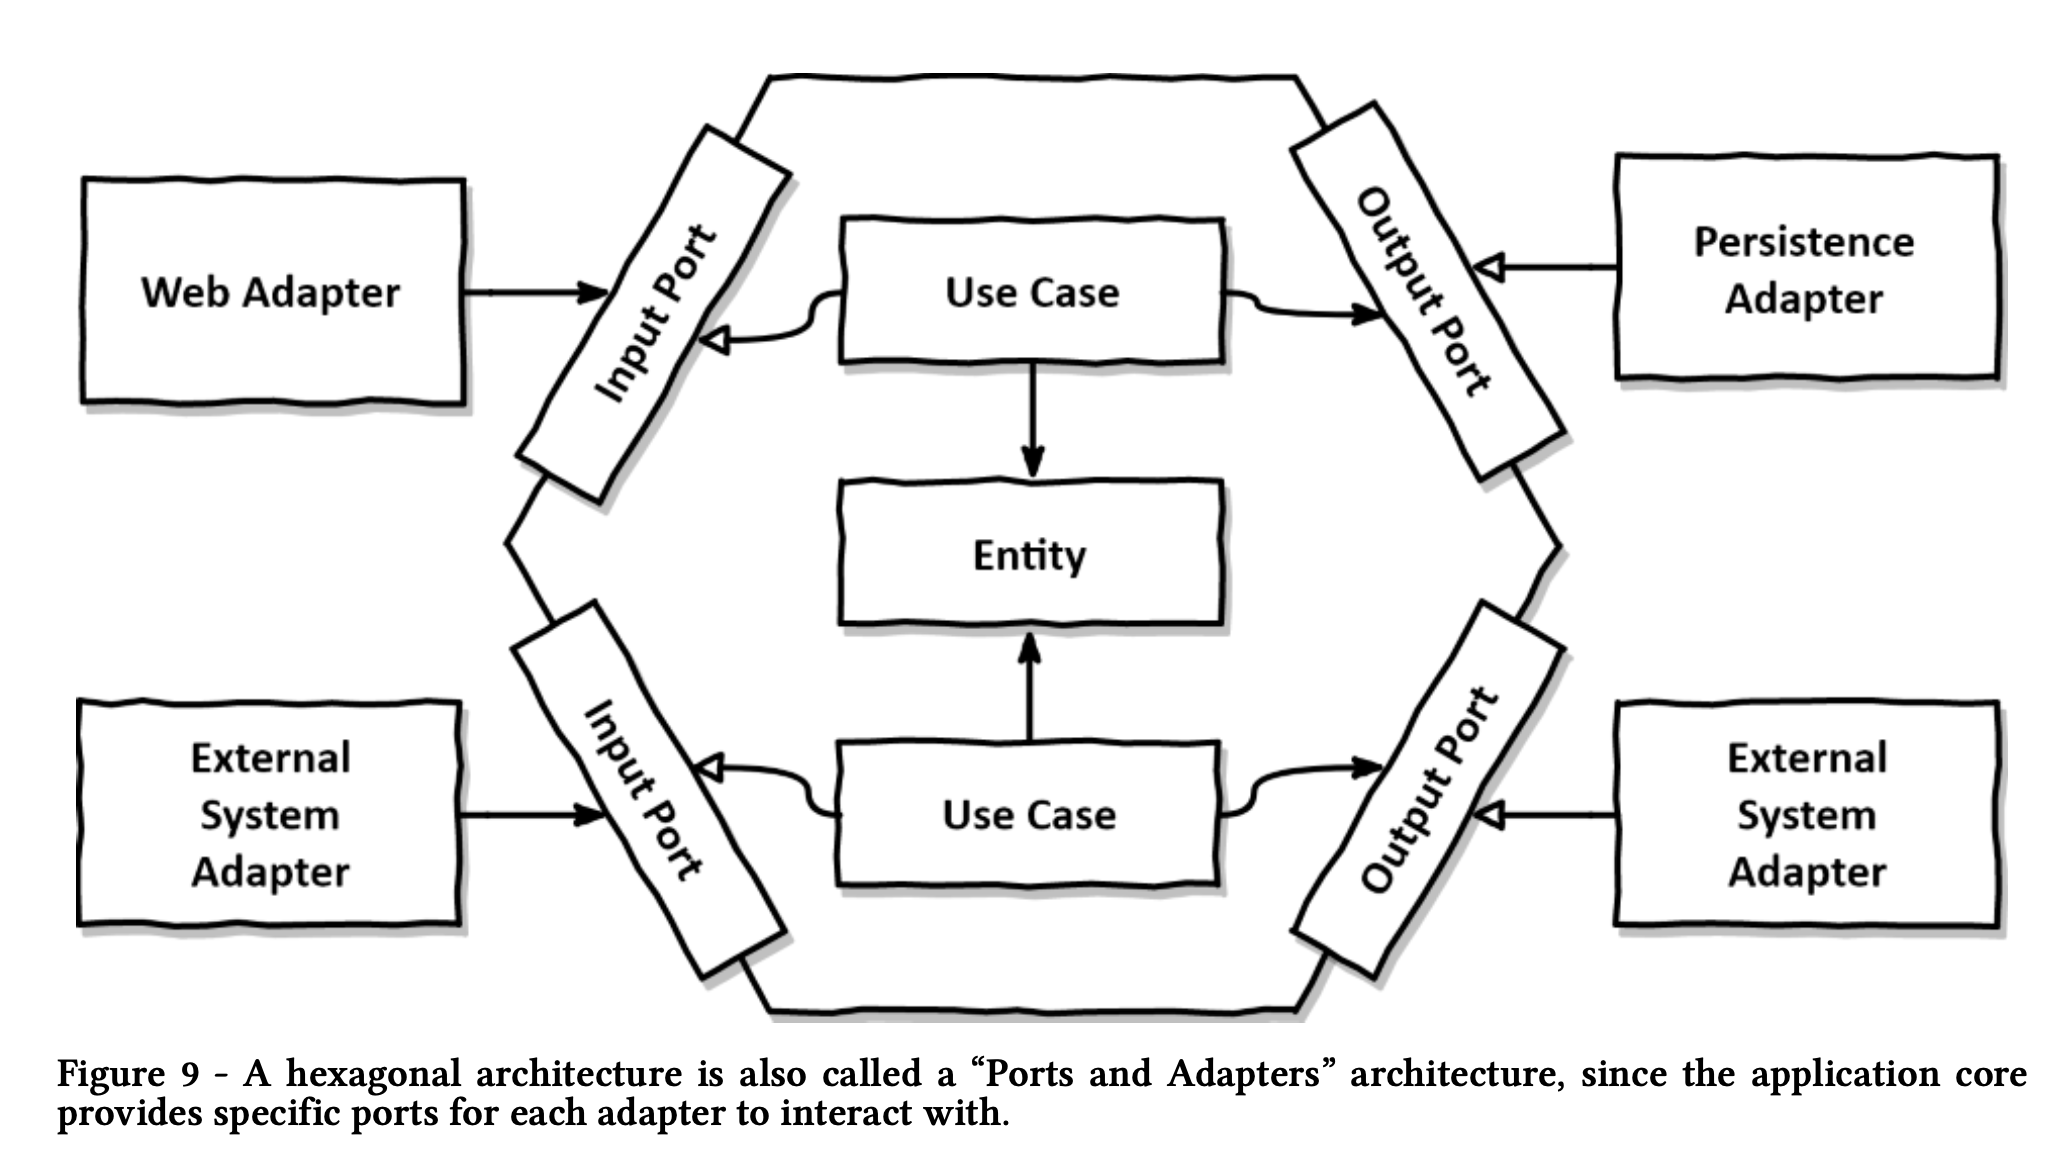 Web Adapter
Input Port
Use Case
Output Port
Persistence
Adapter
Entity
External
System
Adapter
Input Port
Use Case
Output Port
External
System
Adapter
Figure 9 - A hexagonal architecture is also called a “Ports and Adapters” architecture, since the application core
provides specific ports for each adapter to interact with.